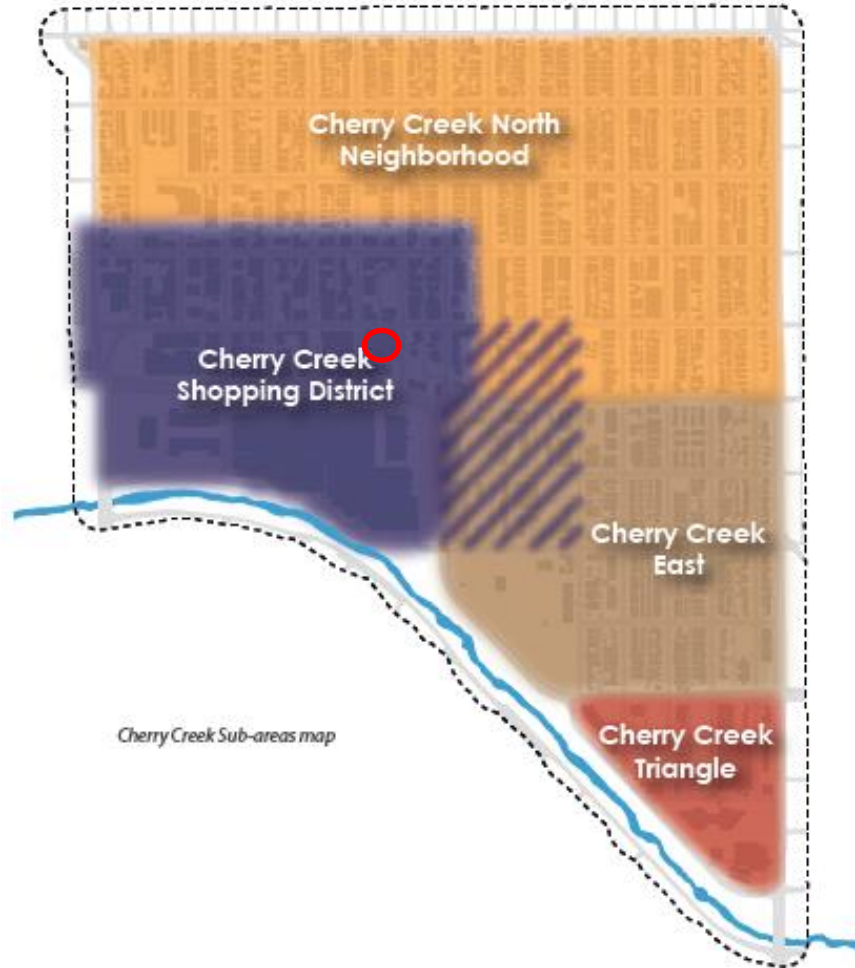 Cherry Creek North
Neighborhood
Cherry Creek
Shopping District
Cherry Creek
East
Cherry Creek Sub-areas map
Cherry Creek
Triangle